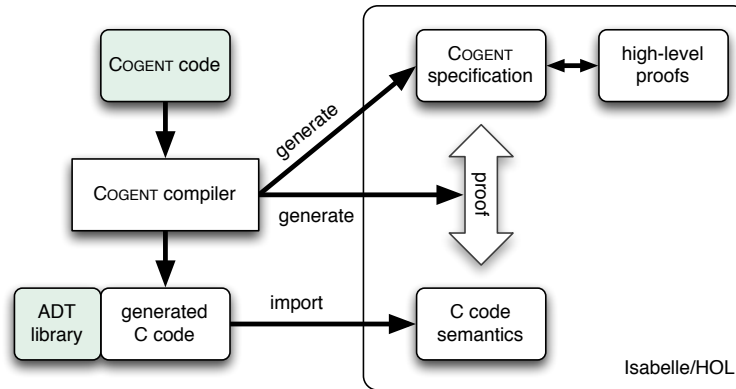 COGENT code
COGENT
specification
high-level
proofs
generate
COGENT compiler
generate
proof
ADT
library
generated
C code
import
C code
semantics
Isabelle/HOL